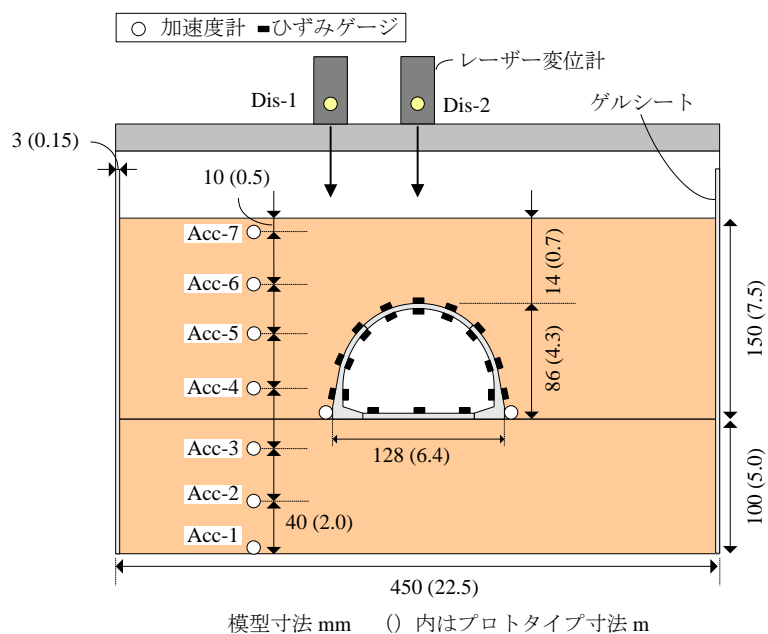 加速度計 ひずみゲージ
レーザー変位計
Dis-1
Dis-2
ゲルシート
3 (0.15)
10 (0.5)
Acc-7
Acc-6
Acc-5
Acc-4
Acc-3
Acc-2
Acc-1
14 (0.7)
86 (4.3)
150 (7.5)
128 (6.4)
100 (5.0)
40 (2.0)
450 (22.5)
模型寸法 mm () 内はプロトタイプ寸法 m